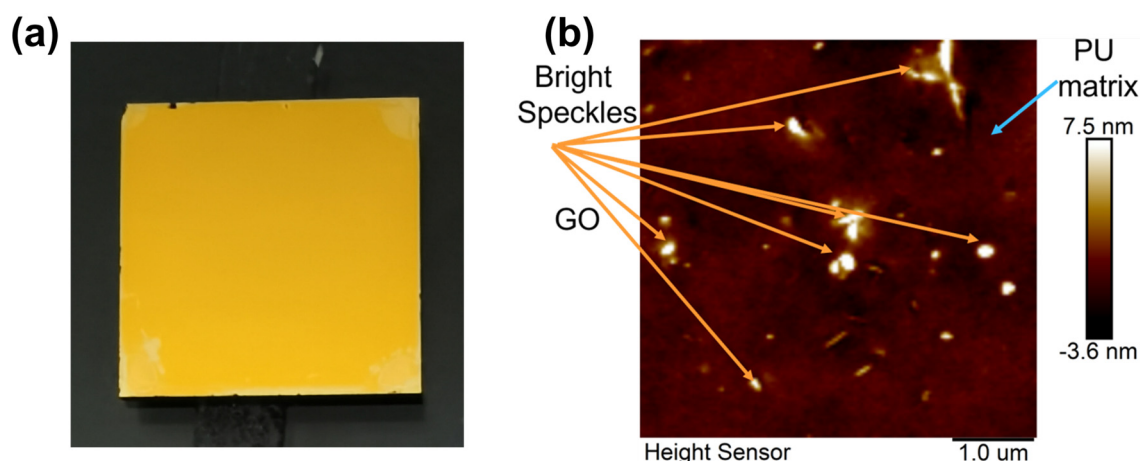 (a)
(b)
Bright
Speckles
GO
PU
matrix
7.5 nm
-3.6 nm
Height Sensor
1.0 um